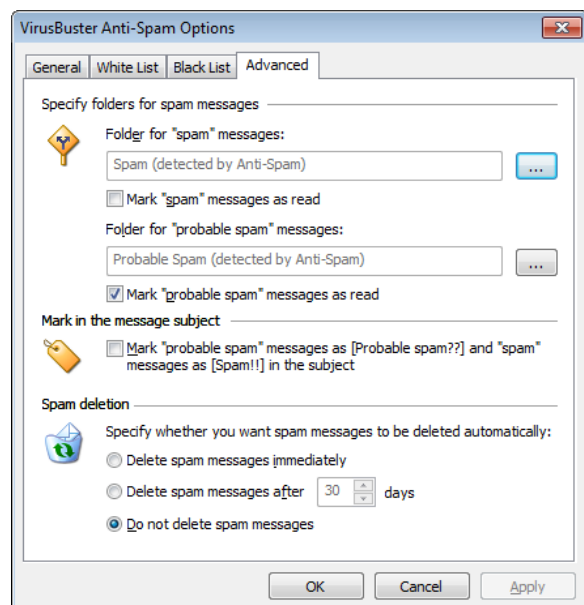 VirusBuster Anti-Spam Options
General White List Black List Advanced
Specify folders for spam messages
Folder for "spam" messages:
Spam (detected by Anti-Spam) ...
Mark "spam" messages as read
Folder for "probable spam" messages:
Probable Spam (detected by Anti-Spam) ...
Mark "probable spam" messages as read
Mark in the message subject
Mark "probable spam" messages as [Probable spam??] and "spam"
messages as [Spam!!] in the subject
Spam deletion
Specify whether you want spam messages to be deleted automatically:
Delete spam messages immediately
Delete spam messages after 30 days
Do not delete spam messages
OK Cancel Apply